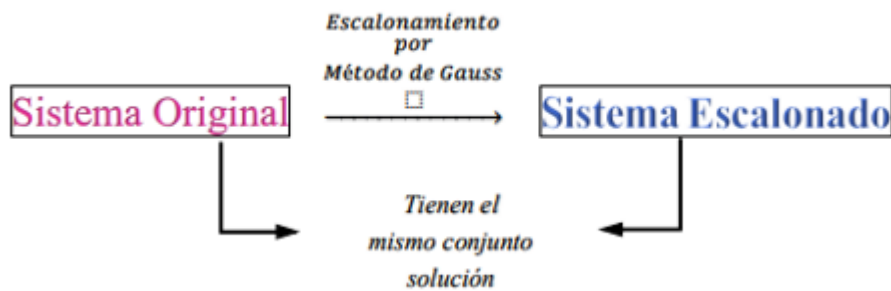 Escalonamiento
por
Método de Gauss
Sistema Original
Sistema Escalonado
Tienen el
mismo conjunto
solución